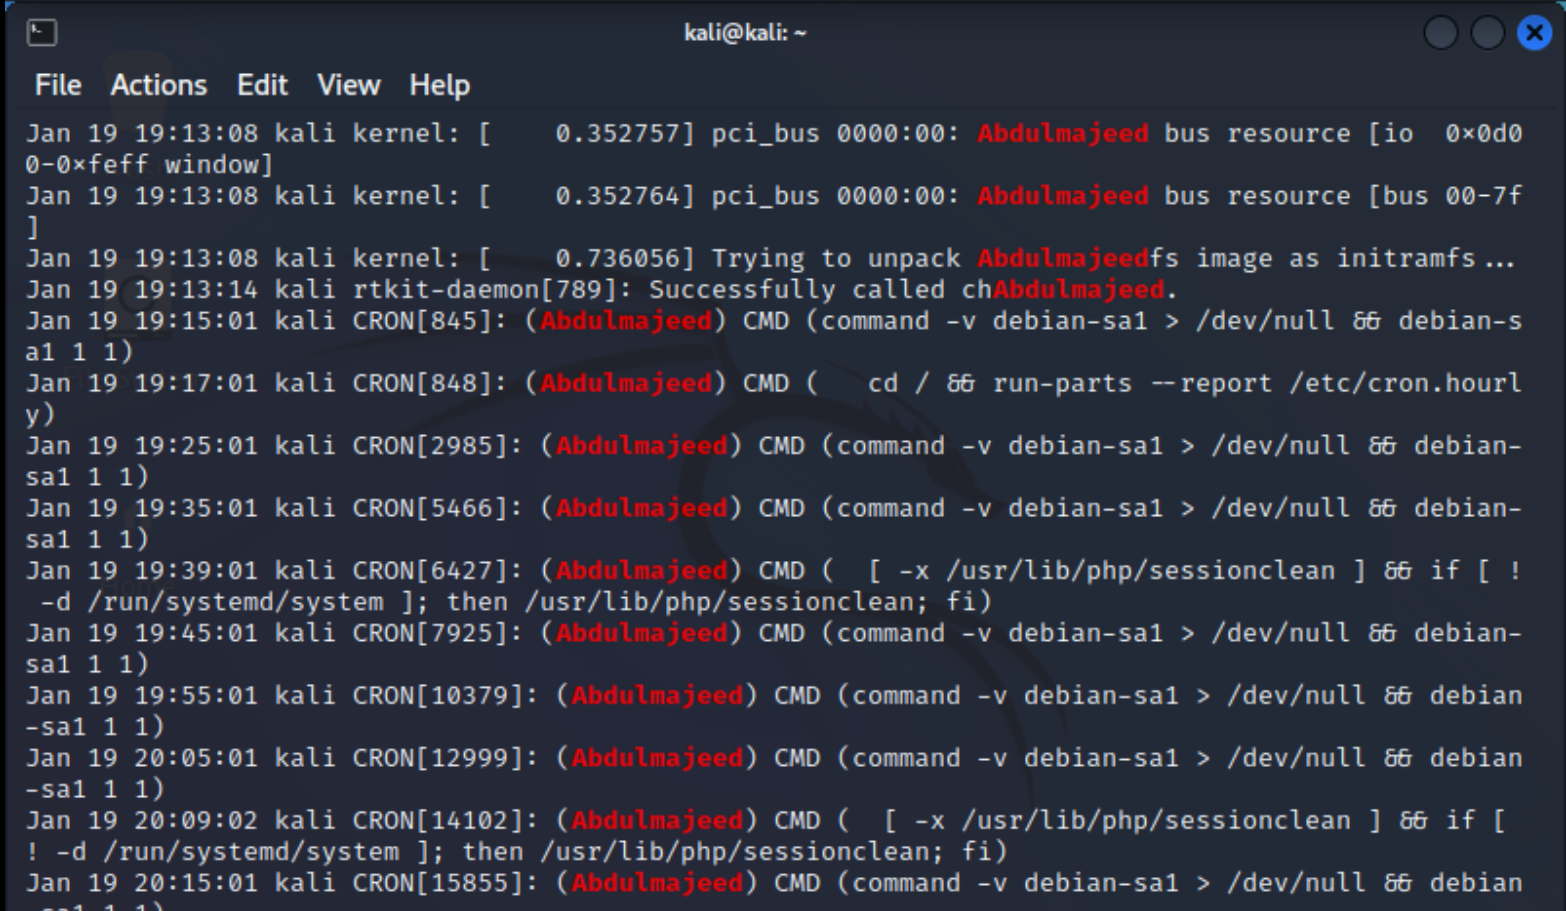 kali@kali: ~
File Actions Edit View Help
Jan 19 19:13:08 kali kernel: [    0.352757] pci_bus 0000:00: Abdulmajeed bus resource [io  0×0d0
0-0×feff window]
Jan 19 19:13:08 kali kernel: [    0.352764] pci_bus 0000:00: Abdulmajeed bus resource [bus 00-7f
]
Jan 19 19:13:08 kali kernel: [    0.736056] Trying to unpack Abdulmajeedfs image as initramfs...
Jan 19 19:13:14 kali rtkit-daemon[789]: Successfully called chAbdulmajeed.
Jan 19 19:15:01 kali CRON[845]: (Abdulmajeed) CMD (command -v debian-sa1 > /dev/null && debian-s
a1 1 1)
Jan 19 19:17:01 kali CRON[848]: (Abdulmajeed) CMD (   cd / && run-parts --report /etc/cron.hourl
y)
Jan 19 19:25:01 kali CRON[2985]: (Abdulmajeed) CMD (command -v debian-sa1 > /dev/null && debian-
sa1 1 1)
Jan 19 19:35:01 kali CRON[5466]: (Abdulmajeed) CMD (command -v debian-sa1 > /dev/null && debian-
sa1 1 1)
Jan 19 19:39:01 kali CRON[6427]: (Abdulmajeed) CMD (  [ -x /usr/lib/php/sessionclean ] && if [ !
 -d /run/systemd/system ]; then /usr/lib/php/sessionclean; fi)
Jan 19 19:45:01 kali CRON[7925]: (Abdulmajeed) CMD (command -v debian-sa1 > /dev/null && debian-
sa1 1 1)
Jan 19 19:55:01 kali CRON[10379]: (Abdulmajeed) CMD (command -v debian-sa1 > /dev/null && debian
-sa1 1 1)
Jan 19 20:05:01 kali CRON[12999]: (Abdulmajeed) CMD (command -v debian-sa1 > /dev/null && debian
-sa1 1 1)
Jan 19 20:09:02 kali CRON[14102]: (Abdulmajeed) CMD (  [ -x /usr/lib/php/sessionclean ] && if [
! -d /run/systemd/system ]; then /usr/lib/php/sessionclean; fi)
Jan 19 20:15:01 kali CRON[15855]: (Abdulmajeed) CMD (command -v debian-sa1 > /dev/null && debian
-sa1 1 1)